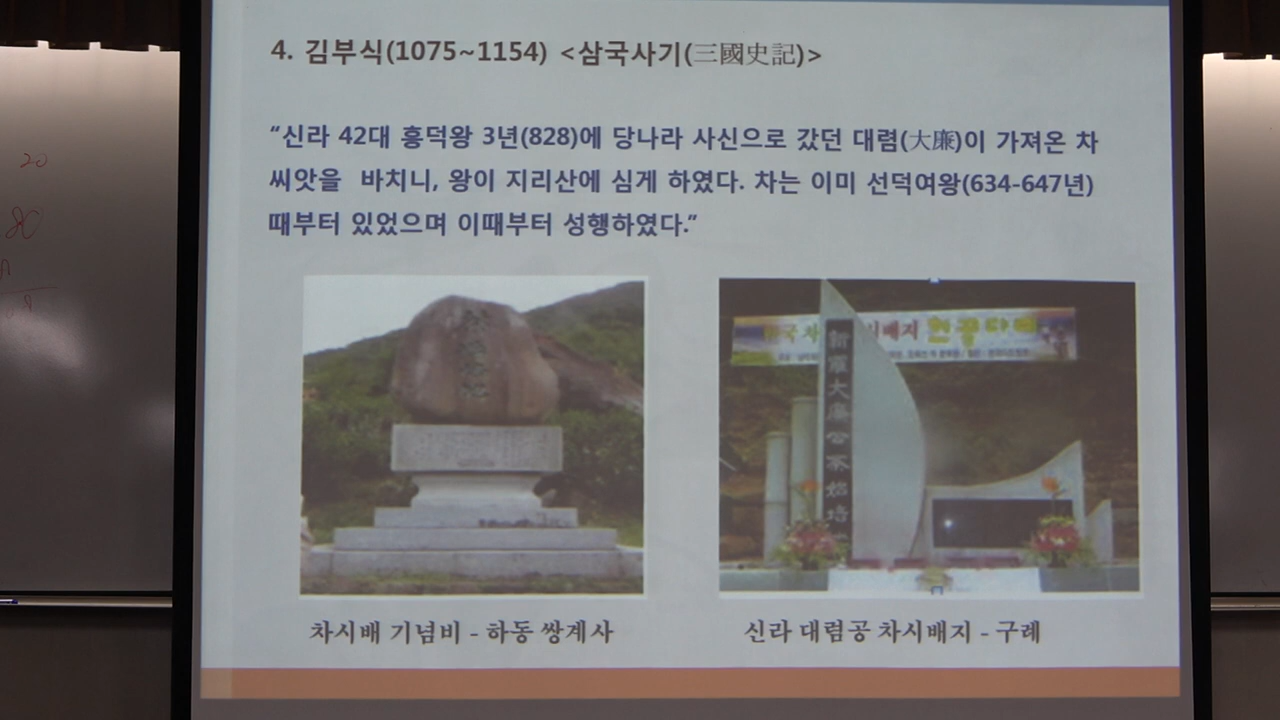 4. 김부식(1075~1154) <삼국사기(三國史記)>
“신라 42대 흥덕왕 3년(828)에 당나라 사신으로 갔던 대렴(大廉)이 가져온 차
씨앗을 바치니, 왕이 지리산에 심게 하였다. 차는 이미 선덕여왕(634-647년)
때부터 있었으며 이때부터 성행하였다.”
新羅大廉公茶始培
차시배 기념비 - 하동 쌍계사
신라 대렴공 차시배지 - 구례
20
80